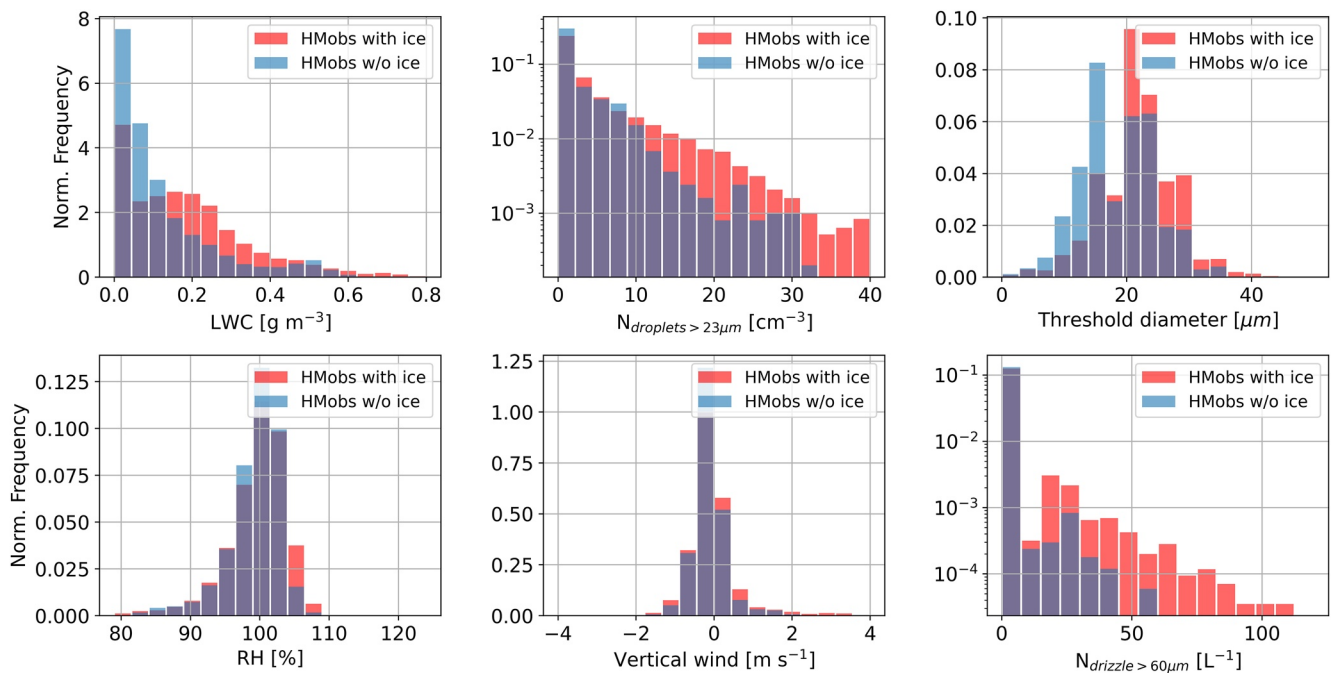 HMobs with ice
HMobs w/o ice
Norm. Frequency
8
6
4
2
0
0.0 0.2 0.4 0.6 0.8
LWC [g m⁻³]
HMobs with ice
HMobs w/o ice
10⁻¹
10⁻²
10⁻³
0 10 20 30 40
N_droplets>23μm [cm⁻³]
HMobs with ice
HMobs w/o ice
0.10
0.08
0.06
0.04
0.02
0.00
0 20 40
Threshold diameter [μm]
HMobs with ice
HMobs w/o ice
Norm. Frequency
0.125
0.100
0.075
0.050
0.025
0.000
80 90 100 110 120
RH [%]
HMobs with ice
HMobs w/o ice
1.25
1.00
0.75
0.50
0.25
0.00
−4 −2 0 2 4
Vertical wind [m s⁻¹]
HMobs with ice
HMobs w/o ice
10⁻¹
10⁻²
10⁻³
10⁻⁴
0 50 100
N_drizzle>60μm [L⁻¹]